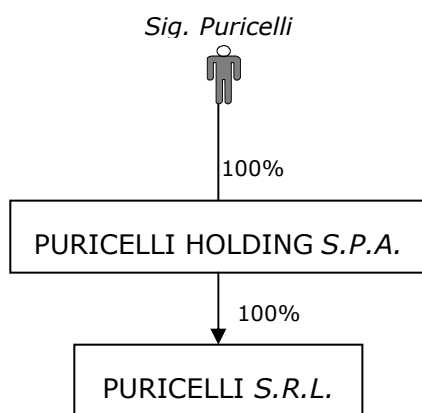 Sig. Puricelli
100%
PURICELLI HOLDING S.P.A.
100%
PURICELLI S.R.L.